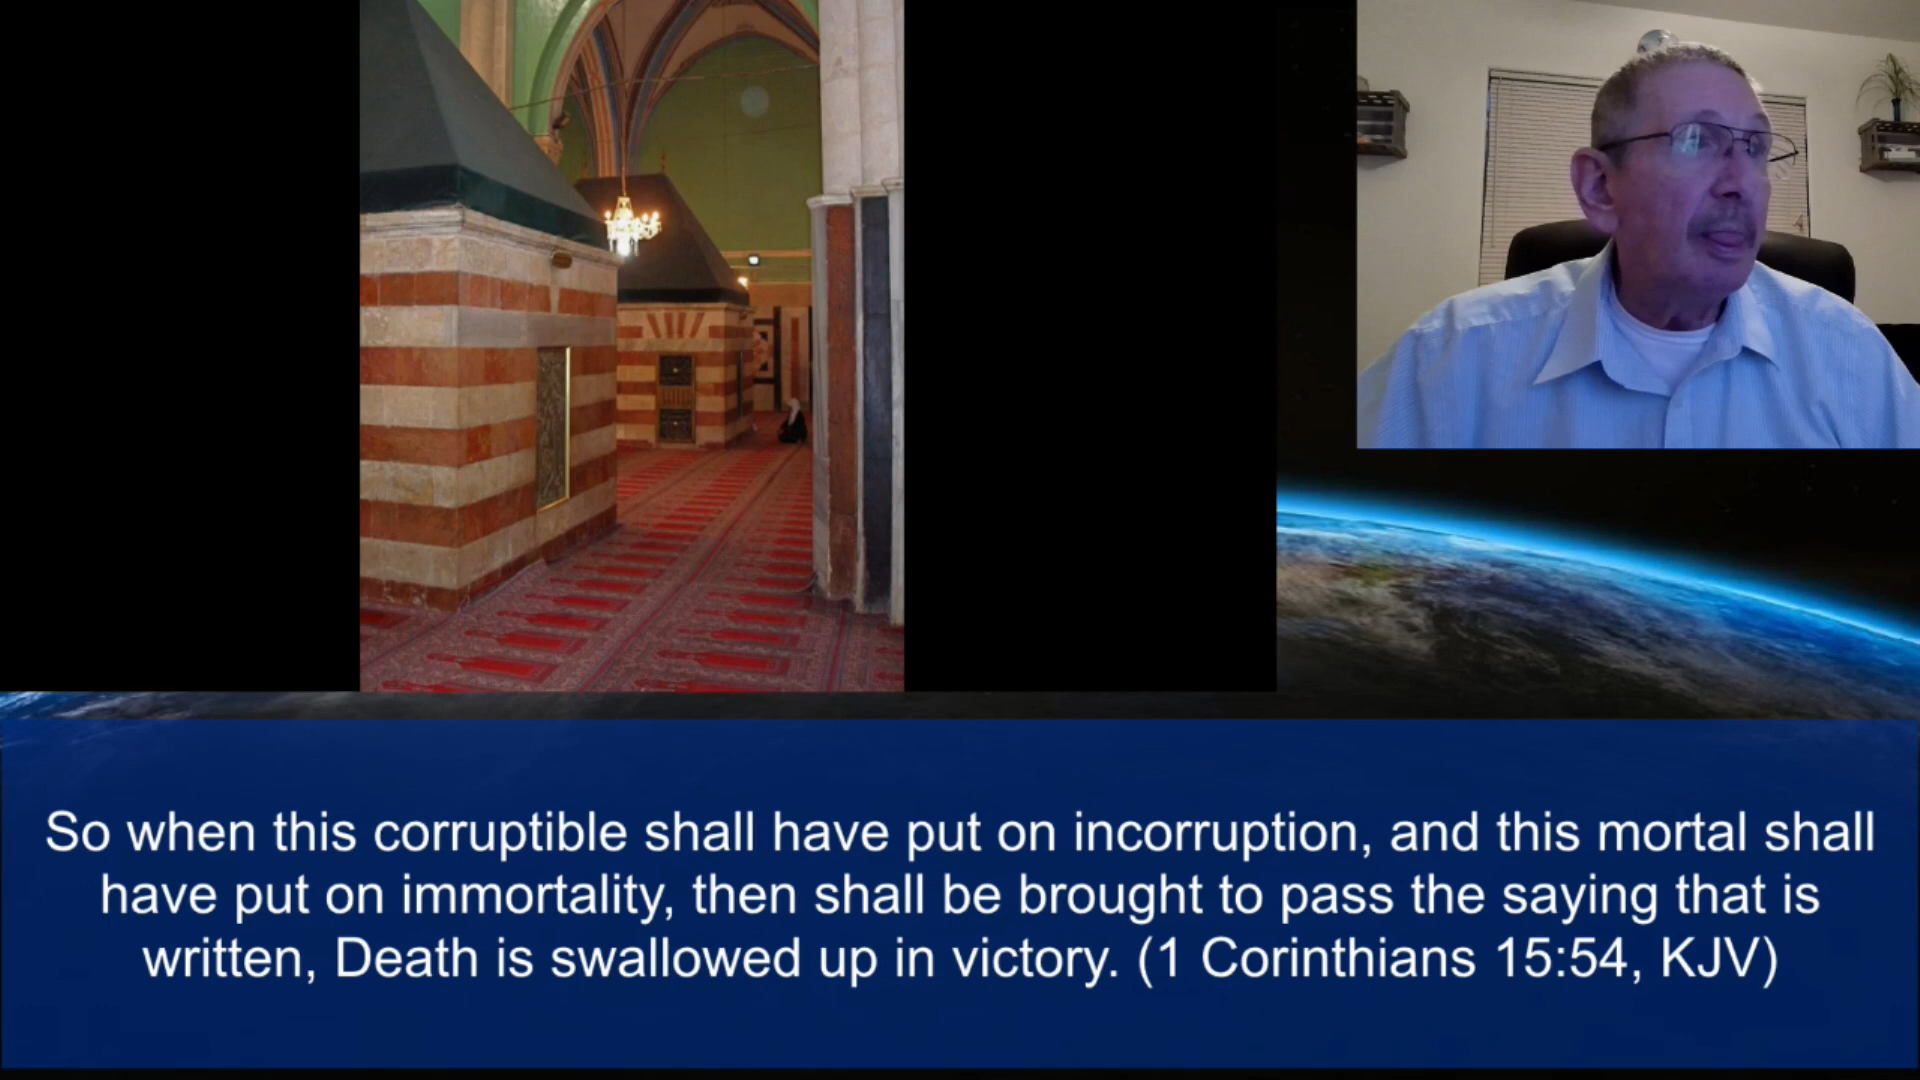 So when this corruptible shall have put on incorruption, and this mortal shall
have put on immortality, then shall be brought to pass the saying that is
written, Death is swallowed up in victory. (1 Corinthians 15:54, KJV)